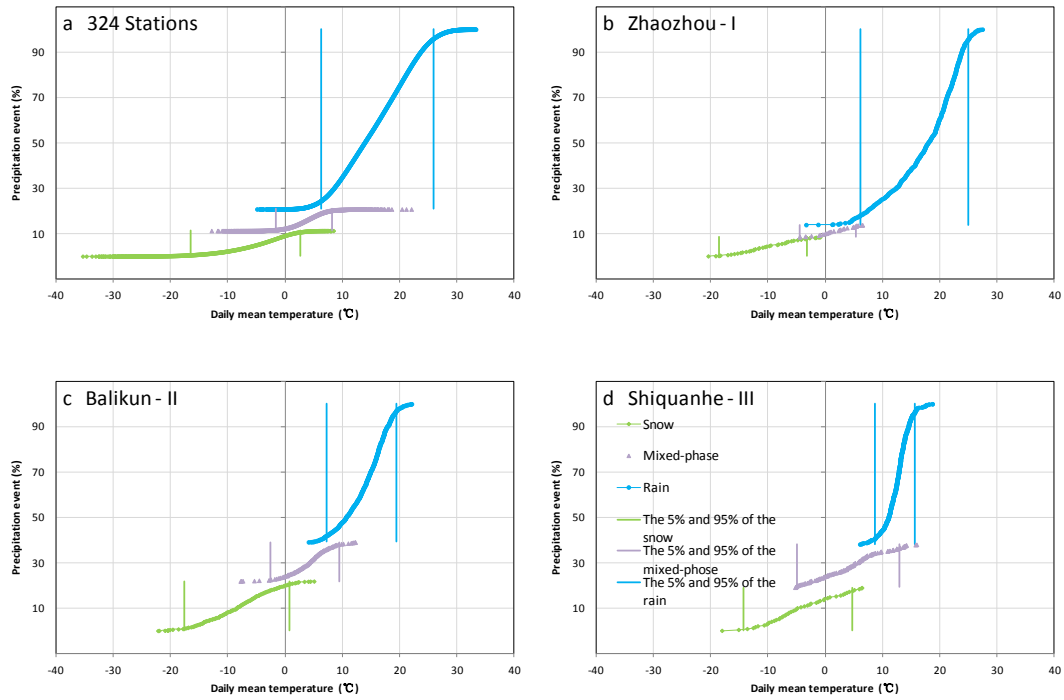 a 324 Stations
Precipitation event (%)
90
70
50
30
10
-40 -30 -20 -10 0 10 20 30 40
Daily mean temperature (℃)
b Zhaozhou - I
Precipitation event (%)
90
70
50
30
10
-40 -30 -20 -10 0 10 20 30 40
Daily mean temperature (℃)
c Balikun - II
Precipitation event (%)
90
70
50
30
10
-40 -30 -20 -10 0 10 20 30 40
Daily mean temperature (℃)
d Shiquanhe - III
Precipitation event (%)
90
70
50
30
10
Snow
Mixed-phase
Rain
The 5% and 95% of the
snow
The 5% and 95% of the
mixed-phose
The 5% and 95% of the
rain
-40 -30 -20 -10 0 10 20 30 40
Daily mean temperature (℃)